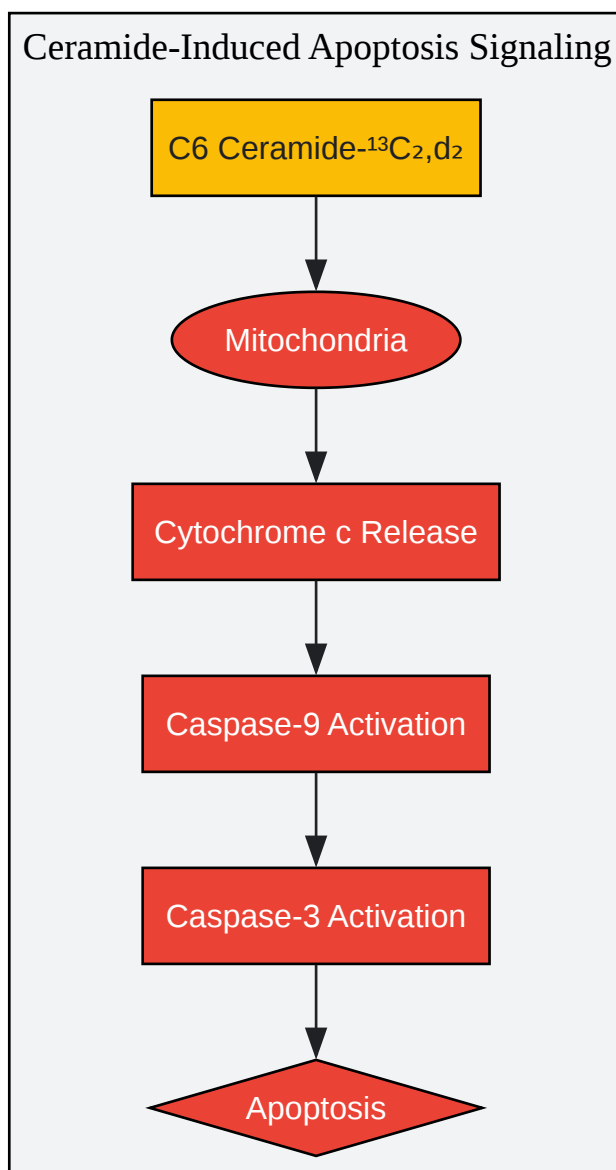 Ceramide-Induced Apoptosis Signaling
C6 Ceramide-¹³C₂,d₂
Mitochondria
Cytochrome c Release
Caspase-9 Activation
Caspase-3 Activation
Apoptosis